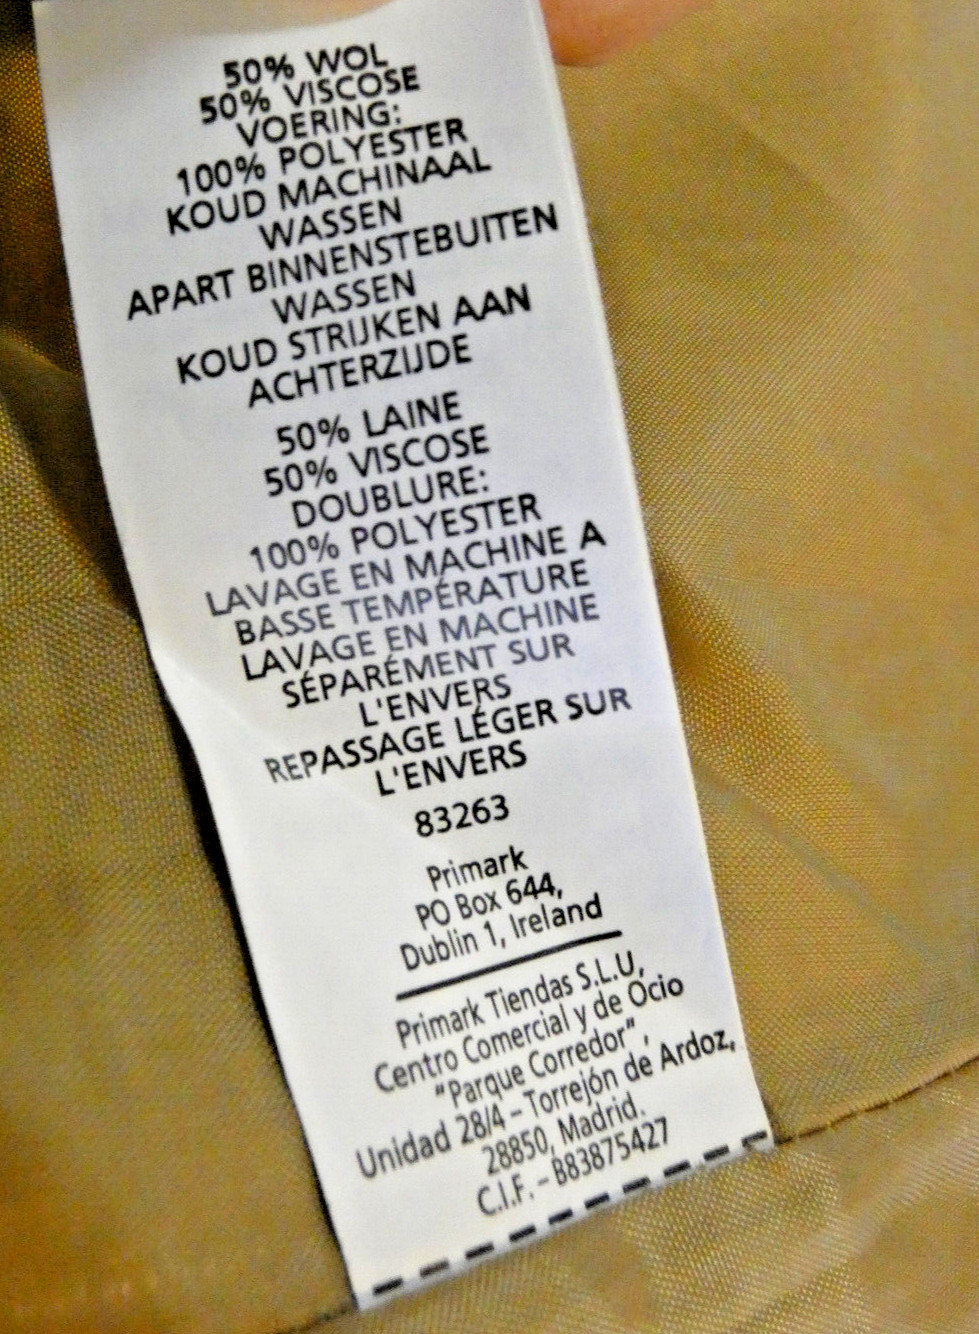 50% WOL
50% VISCOSE
VOERING:
100% POLYESTER
KOUD MACHINAAL
WASSEN
APART BINNENSTEBUITEN
WASSEN
KOUD STRIJKEN AAN
ACHTERZIJDE
50% LAINE
50% VISCOSE
DOUBLURE:
100% POLYESTER
LAVAGE EN MACHINE A
BASSE TEMPÉRATURE
LAVAGE EN MACHINE
SÉPARÉMENT SUR
L'ENVERS
REPASSAGE LÉGER SUR
L'ENVERS
83263
Primark
PO Box 644,
Dublin 1, Ireland
Primark Tiendas S.L.U,
Centro Comercial y de Ocio
"Parque Corredor",
Unidad 28/4 – Torrejón de Ardoz,
28850, Madrid.
C.I.F. – B83875427